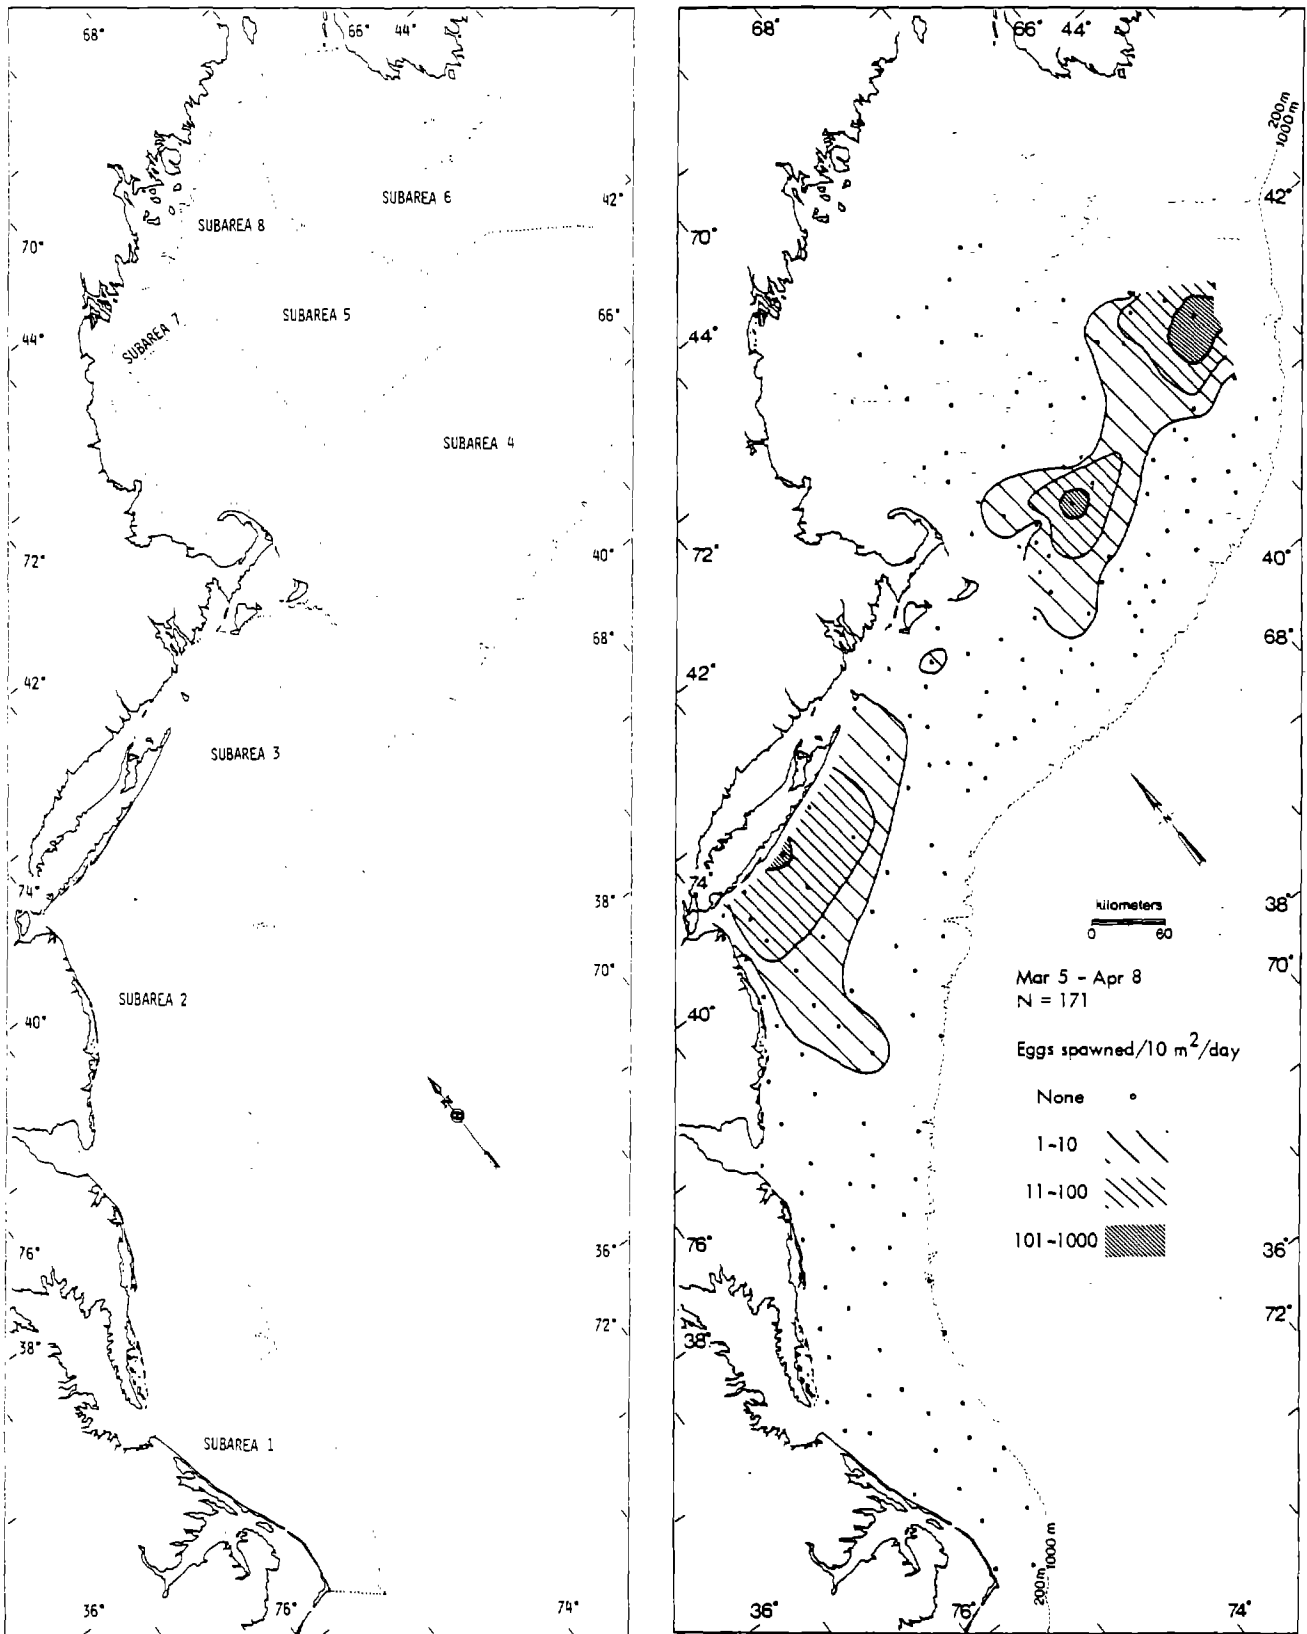 68°
66°
44°
SUBAREA 6
42°
SUBAREA 8
70°
SUBAREA 5
66°
SUBAREA 7
44°
SUBAREA 4
72°
40°
68°
42°
SUBAREA 3
74°
38°
70°
SUBAREA 2
40°
N
76°
36°
72°
38°
SUBAREA 1
36°
76°
74°
68°
66°
44°
200m
1000m
42°
70°
66°
44°
72°
40°
68°
42°
N
74°
38°
kilometers
0 60
70°
Mar 5 - Apr 8
N = 171
40°
Eggs spawned/10 m²/day
None
1-10
11-100
101-1000
76°
36°
72°
38°
200m
1000 m
36°
76°
74°